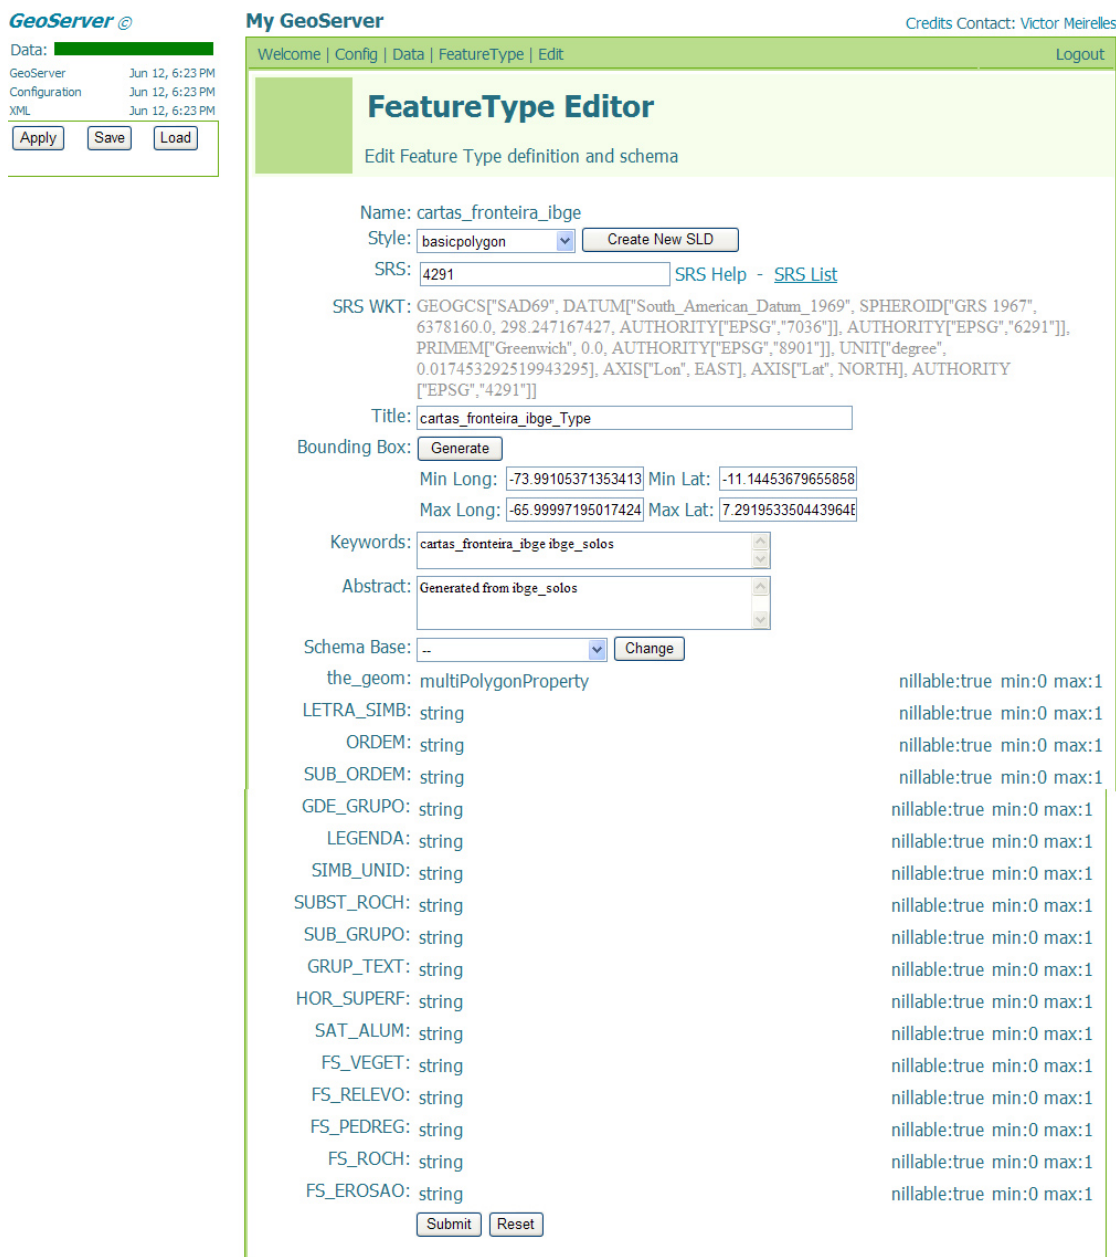 GeoServer ©
Data:
GeoServer Jun 12, 6:23 PM
Configuration Jun 12, 6:23 PM
XML Jun 12, 6:23 PM
Apply Save Load
My GeoServer
Credits Contact: Victor Meirelles
Welcome | Config | Data | FeatureType | Edit Logout
FeatureType Editor
Edit Feature Type definition and schema
Name: cartas_fronteira_ibge
Style: basicpolygon Create New SLD
SRS: 4291 SRS Help - SRS List
SRS WKT: GEOGCS["SAD69", DATUM["South_American_Datum_1969", SPHEROID["GRS 1967",
6378160.0, 298.247167427, AUTHORITY["EPSG","7036"]], AUTHORITY["EPSG","6291"]],
PRIMEM["Greenwich", 0.0, AUTHORITY["EPSG","8901"]], UNIT["degree",
0.017453292519943295], AXIS["Lon", EAST], AXIS["Lat", NORTH], AUTHORITY
["EPSG","4291"]]
Title: cartas_fronteira_ibge_Type
Bounding Box: Generate
Min Long: -73.99105371353413 Min Lat: -11.14453679655858
Max Long: -65.99997195017424 Max Lat: 7.291953350443964E
Keywords: cartas_fronteira_ibge ibge_solos
Abstract: Generated from ibge_solos
Schema Base: -- Change
the_geom: multiPolygonProperty nillable:true min:0 max:1
LETRA_SIMB: string nillable:true min:0 max:1
ORDEM: string nillable:true min:0 max:1
SUB_ORDEM: string nillable:true min:0 max:1
GDE_GRUPO: string nillable:true min:0 max:1
LEGENDA: string nillable:true min:0 max:1
SIMB_UNID: string nillable:true min:0 max:1
SUBST_ROCH: string nillable:true min:0 max:1
SUB_GRUPO: string nillable:true min:0 max:1
GRUP_TEXT: string nillable:true min:0 max:1
HOR_SUPERF: string nillable:true min:0 max:1
SAT_ALUM: string nillable:true min:0 max:1
FS_VEGET: string nillable:true min:0 max:1
FS_RELEVO: string nillable:true min:0 max:1
FS_PEDREG: string nillable:true min:0 max:1
FS_ROCH: string nillable:true min:0 max:1
FS_EROSAO: string nillable:true min:0 max:1
Submit Reset